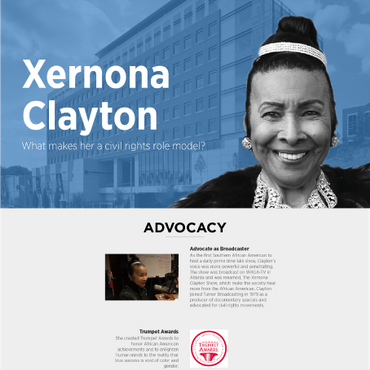 Xernona
Clayton
What makes her a civil rights role model?
ADVOCACY
Advocate as Broadcaster
As the first Southern African American to
host a daily prime time talk show, Clayton's
voice was more powerful and penetrating.
The show was broadcast on WAGA-TV in
Atlanta and was renamed, The Xernona
Clayton Show, which make the society hear
more from the African American. Clayton
joined Turner Broadcasting in 1979 as a
producer of documentary specials and
advocated for civil rights movements.
Trumpet Awards
She created Trumpet Awards to
honor African American
achievements and to enlighten
human minds to the reality that
true success is void of color and
gender.
TRUMPET
AWARDS